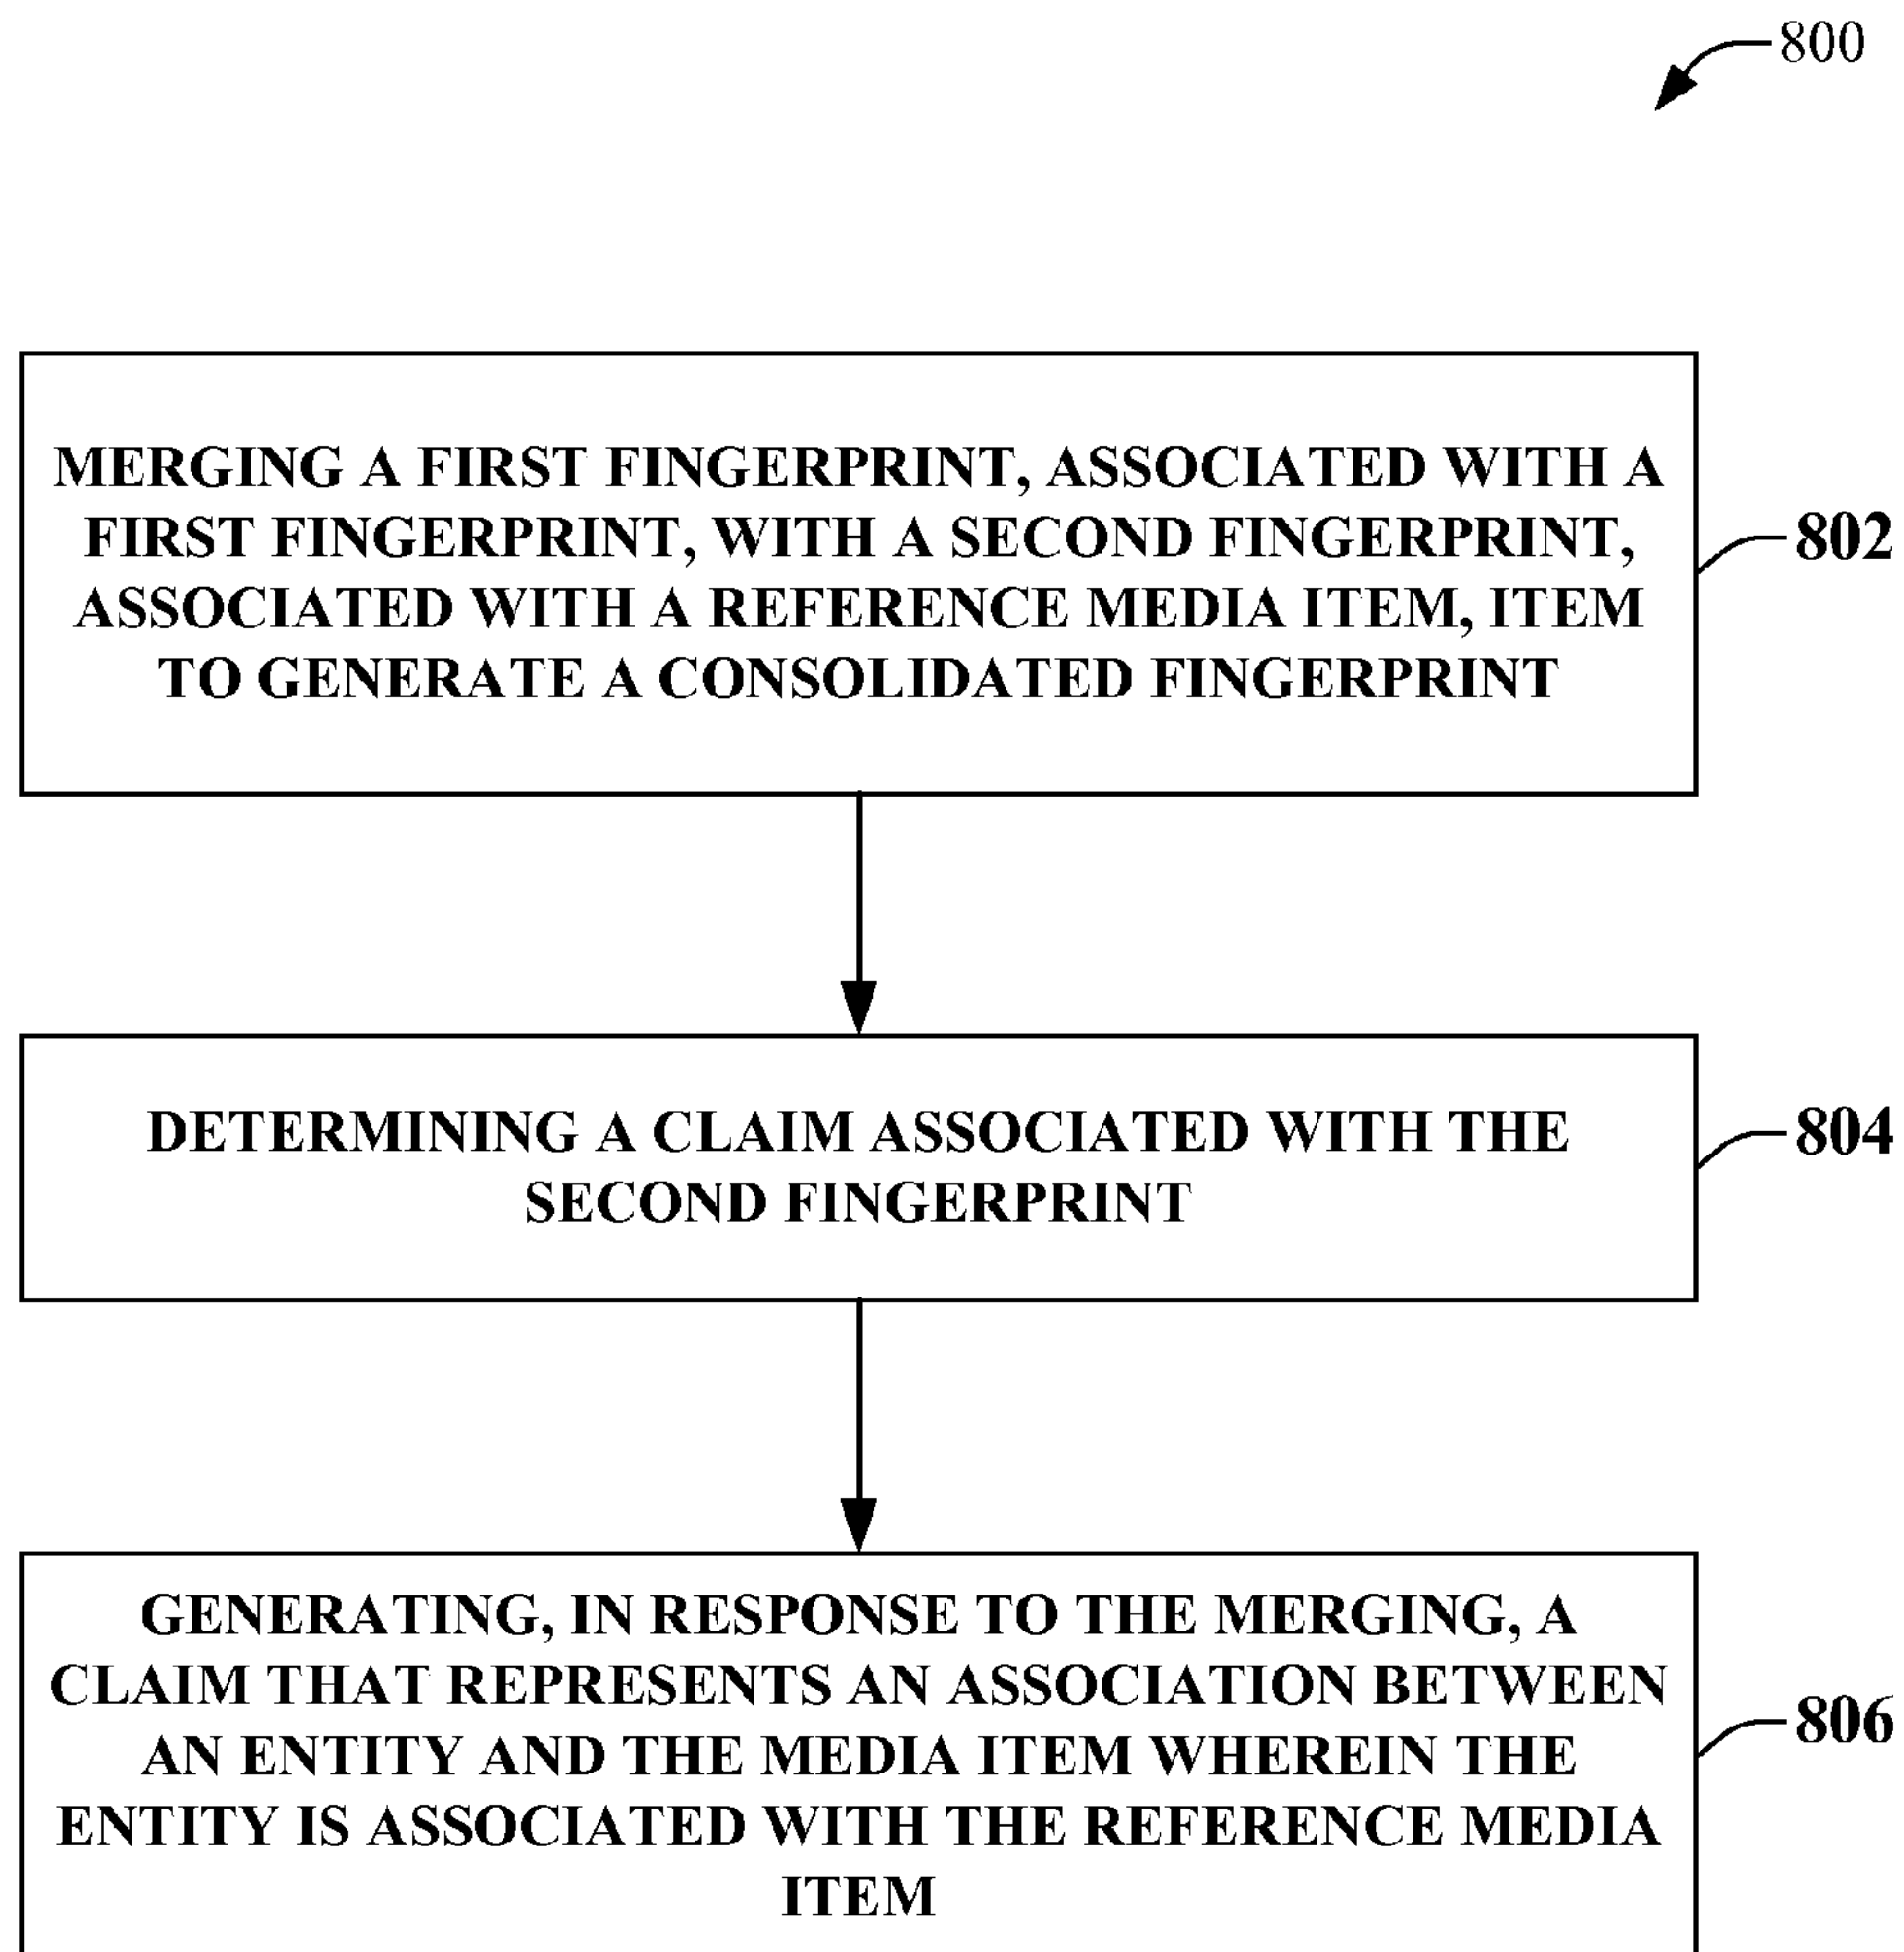 800
MERGING A FIRST FINGERPRINT, ASSOCIATED WITH A
FIRST FINGERPRINT, WITH A SECOND FINGERPRINT,
ASSOCIATED WITH A REFERENCE MEDIA ITEM, ITEM
TO GENERATE A CONSOLIDATED FINGERPRINT
802
DETERMINING A CLAIM ASSOCIATED WITH THE
SECOND FINGERPRINT
804
GENERATING, IN RESPONSE TO THE MERGING, A
CLAIM THAT REPRESENTS AN ASSOCIATION BETWEEN
AN ENTITY AND THE MEDIA ITEM WHEREIN THE
ENTITY IS ASSOCIATED WITH THE REFERENCE MEDIA
ITEM
806